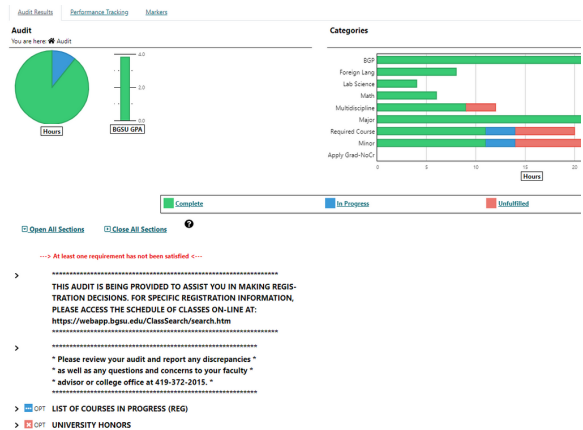 Audit Results Performance Tracking Markers
Audit
You are here: Audit
4.0
2.0
0.0
Hours
BGSU GPA
Categories
BGP
Foreign Lang
Lab Science
Math
Multidiscipline
Major
Required Course
Minor
Apply Grad-NoCr
0 5 10 15 20
Hours
Complete In Progress Unfulfilled
Open All Sections Close All Sections
---> At least one requirement has not been satisfied <---
******************************************************************
THIS AUDIT IS BEING PROVIDED TO ASSIST YOU IN MAKING REGIS-
TRATION DECISIONS. FOR SPECIFIC REGISTRATION INFORMATION,
PLEASE ACCESS THE SCHEDULE OF CLASSES ON-LINE AT:
https://webapp.bgsu.edu/ClassSearch/search.htm
******************************************************************
************************************************************
* Please review your audit and report any discrepancies *
* as well as any questions and concerns to your faculty *
* advisor or college office at 419-372-2015. *
************************************************************
OPT LIST OF COURSES IN PROGRESS (REG)
OPT UNIVERSITY HONORS